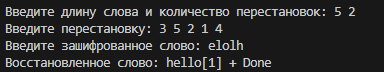 Введите длину слова и количество перестановок: 5 2
Введите перестановку: 3 5 2 1 4
Введите зашифрованное слово: elolh
Восстановленное слово: hello[1] + Done